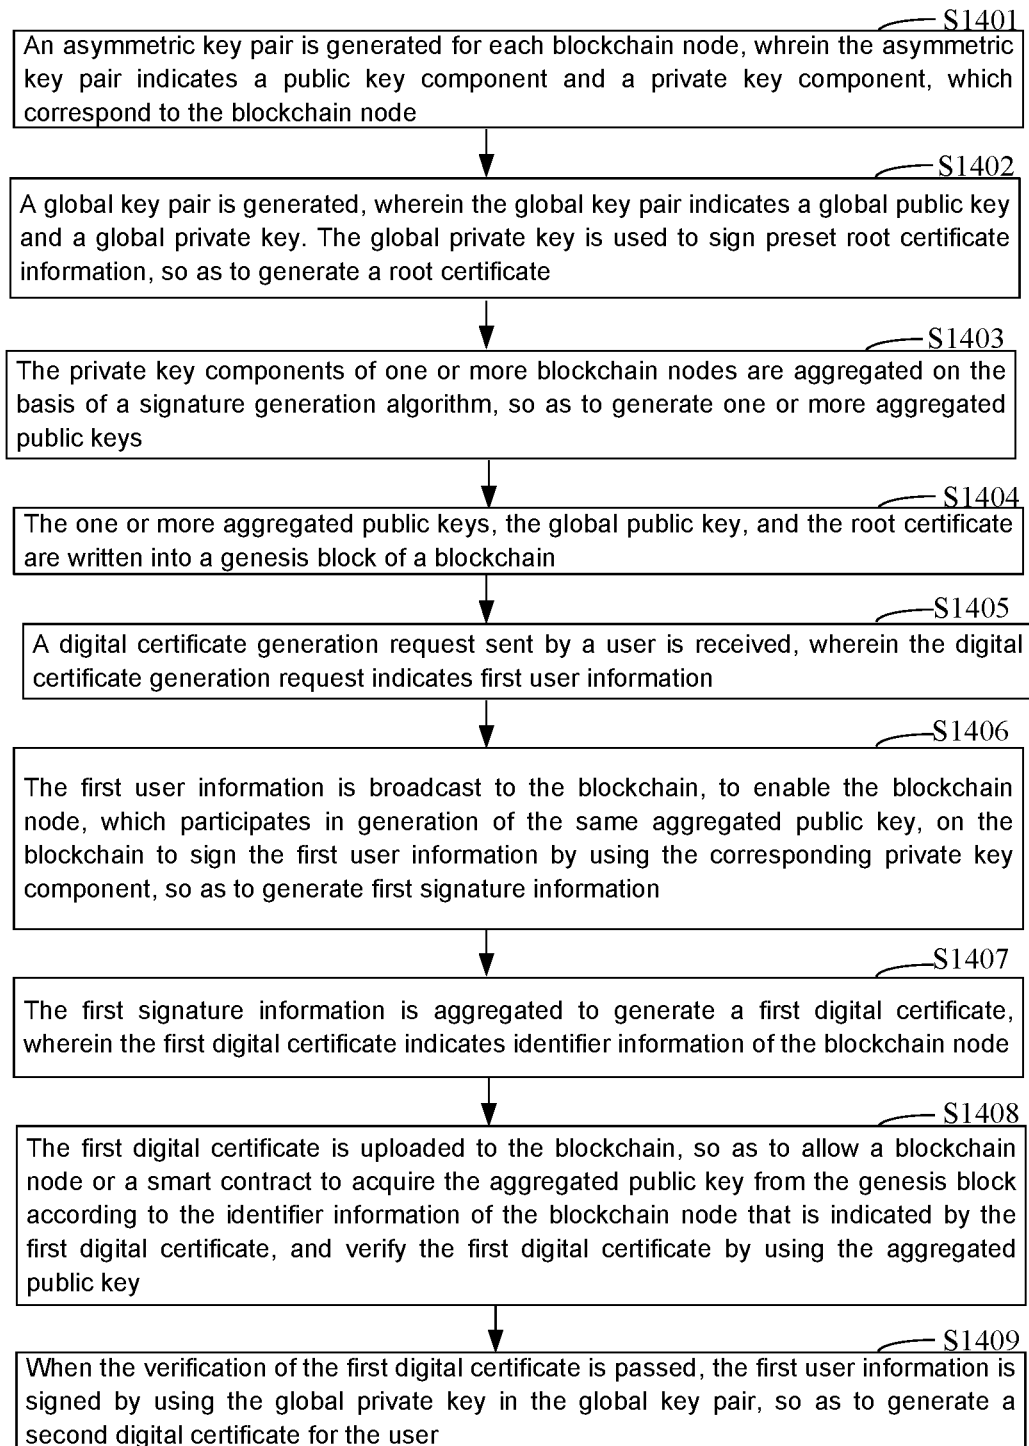 S1401
An asymmetric key pair is generated for each blockchain node, whrein the asymmetric
key pair indicates a public key component and a private key component, which
correspond to the blockchain node
S1402
A global key pair is generated, wherein the global key pair indicates a global public key
and a global private key. The global private key is used to sign preset root certificate
information, so as to generate a root certificate
S1403
The private key components of one or more blockchain nodes are aggregated on the
basis of a signature generation algorithm, so as to generate one or more aggregated
public keys
S1404
The one or more aggregated public keys, the global public key, and the root certificate
are written into a genesis block of a blockchain
S1405
A digital certificate generation request sent by a user is received, wherein the digital
certificate generation request indicates first user information
S1406
The first user information is broadcast to the blockchain, to enable the blockchain
node, which participates in generation of the same aggregated public key, on the
blockchain to sign the first user information by using the corresponding private key
component, so as to generate first signature information
S1407
The first signature information is aggregated to generate a first digital certificate,
wherein the first digital certificate indicates identifier information of the blockchain node
S1408
The first digital certificate is uploaded to the blockchain, so as to allow a blockchain
node or a smart contract to acquire the aggregated public key from the genesis block
according to the identifier information of the blockchain node that is indicated by the
first digital certificate, and verify the first digital certificate by using the aggregated
public key
S1409
When the verification of the first digital certificate is passed, the first user information is
signed by using the global private key in the global key pair, so as to generate a
second digital certificate for the user